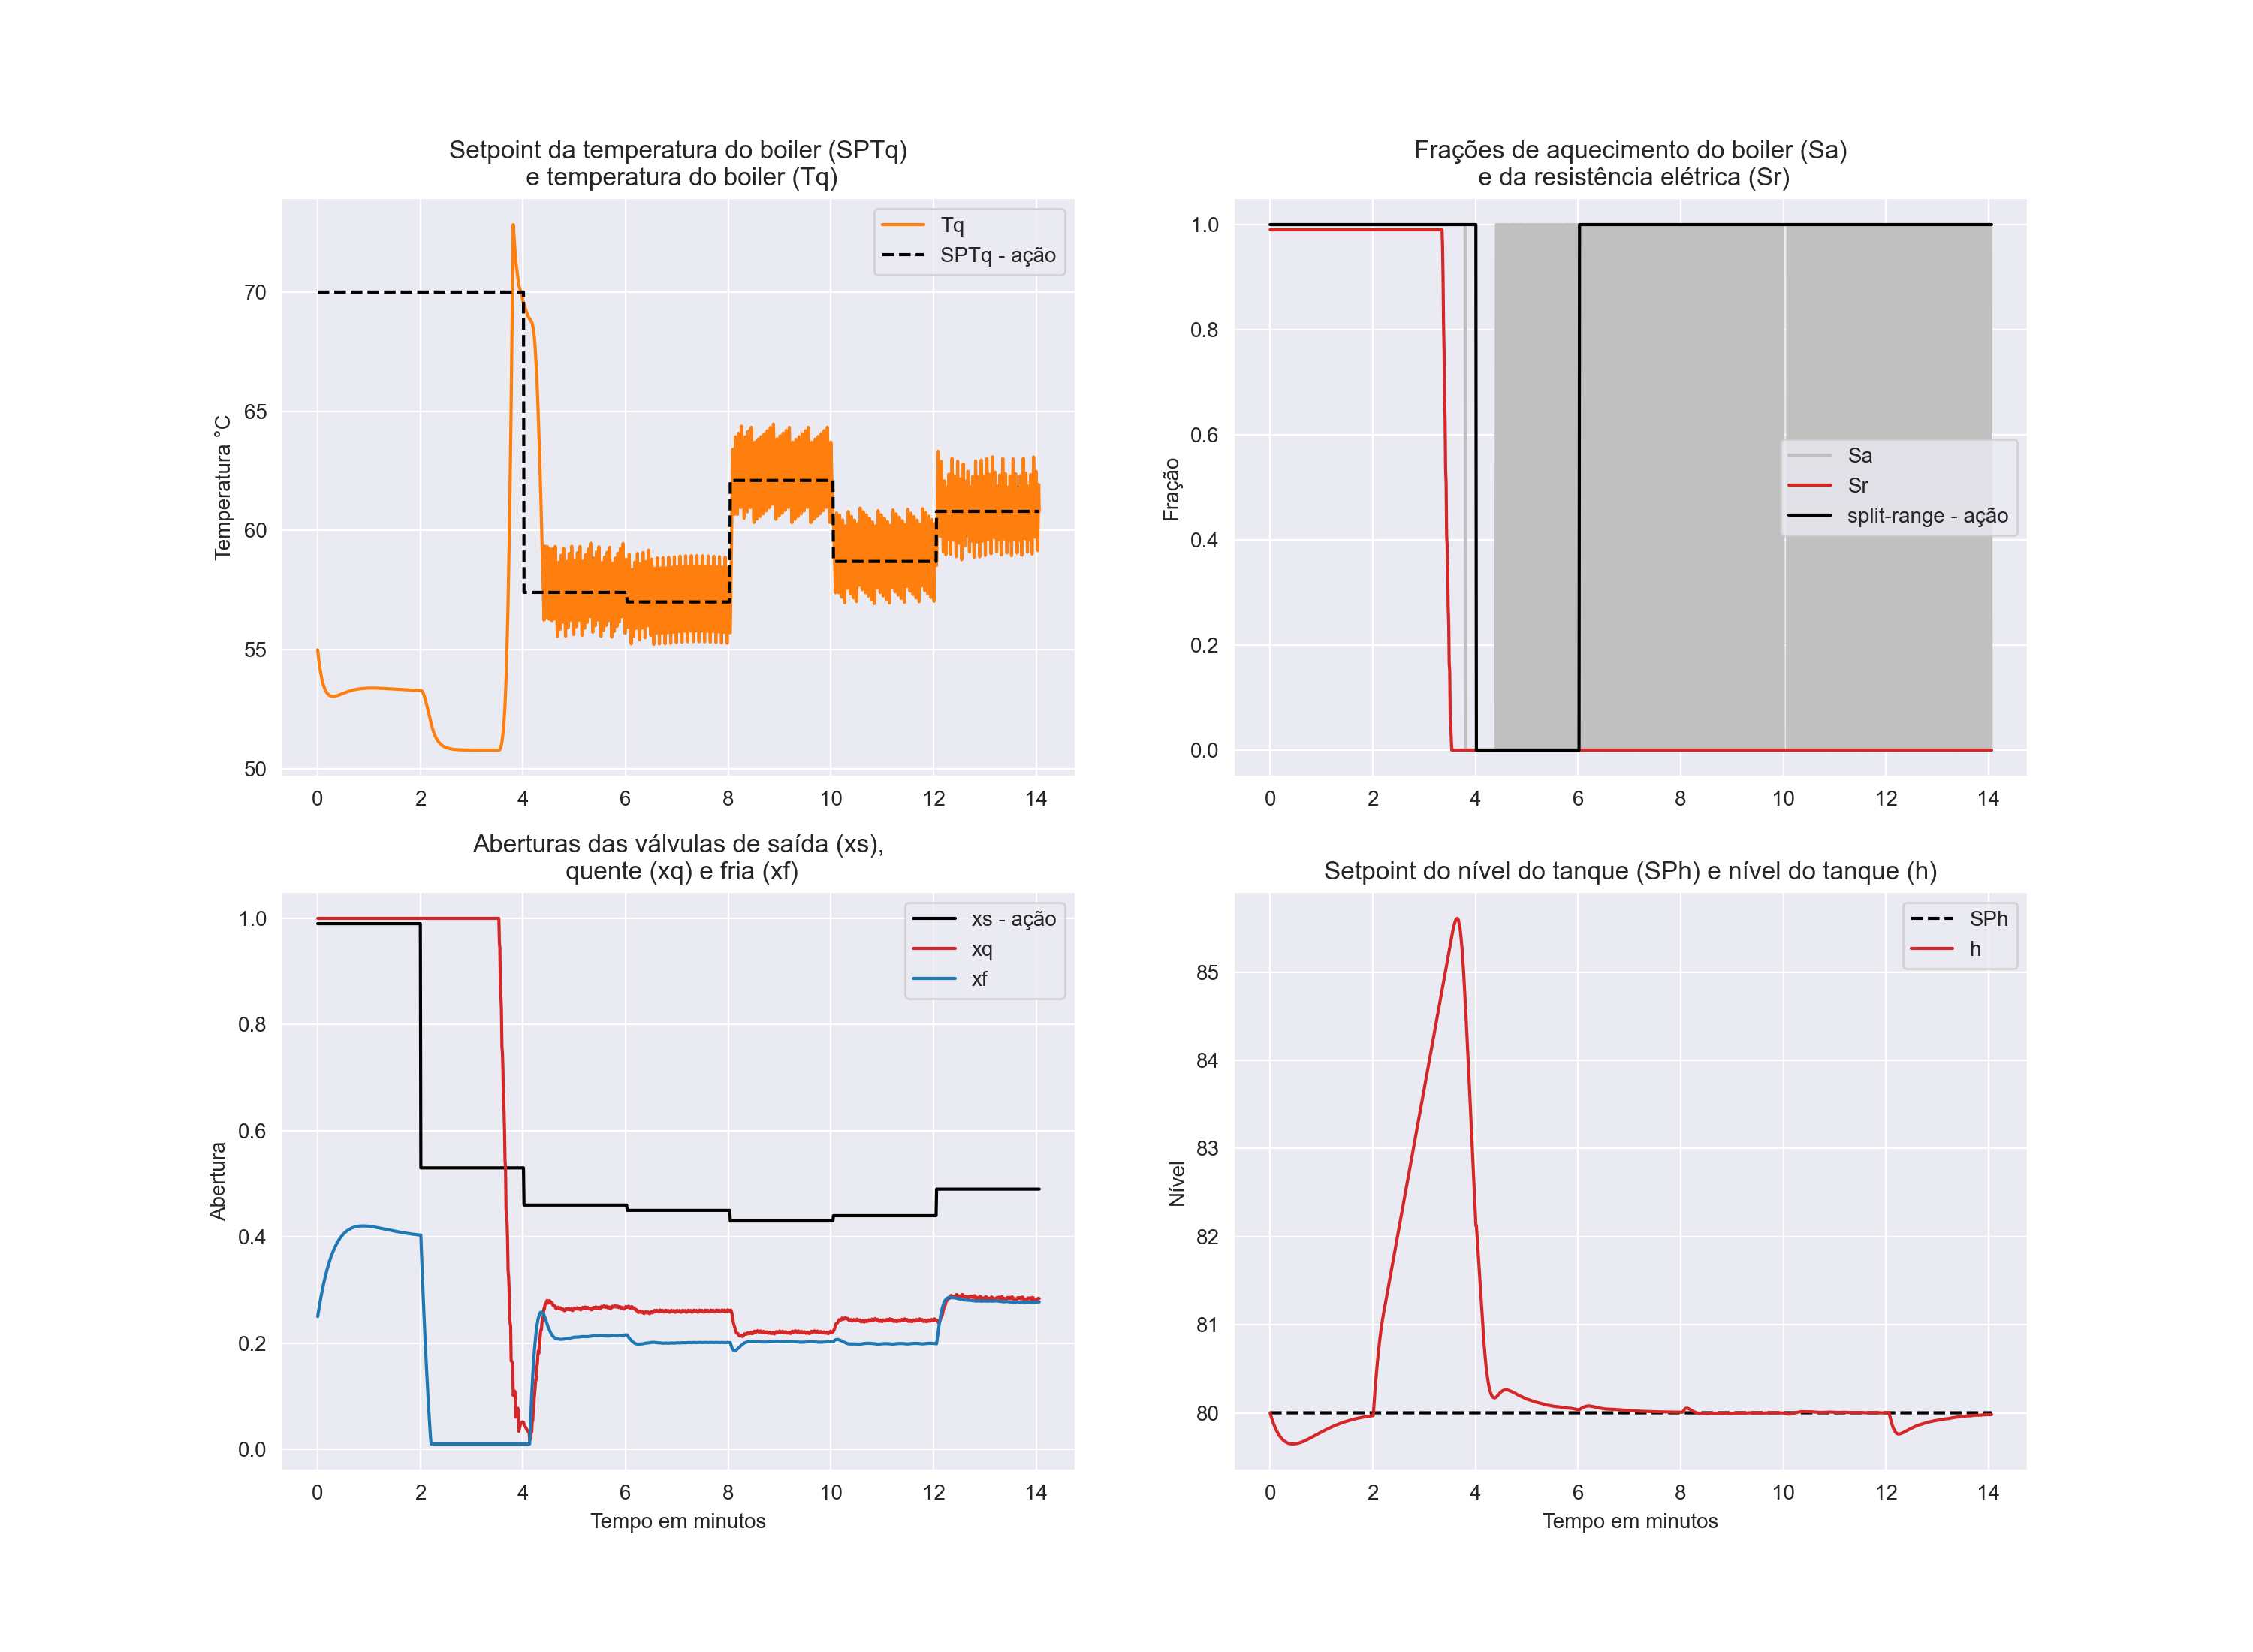 Setpoint da temperatura do boiler (SPTq)
e temperatura do boiler (Tq)
Tq
SPTq - ação
Temperatura °C
70
65
60
55
50
0 2 4 6 8 10 12 14
Frações de aquecimento do boiler (Sa)
e da resistência elétrica (Sr)
Sa
Sr
split-range - ação
Fração
1.0
0.8
0.6
0.4
0.2
0.0
0 2 4 6 8 10 12 14
Aberturas das válvulas de saída (xs),
quente (xq) e fria (xf)
xs - ação
xq
xf
Abertura
1.0
0.8
0.6
0.4
0.2
0.0
0 2 4 6 8 10 12 14
Tempo em minutos
Setpoint do nível do tanque (SPh) e nível do tanque (h)
SPh
h
Nível
85
84
83
82
81
80
0 2 4 6 8 10 12 14
Tempo em minutos